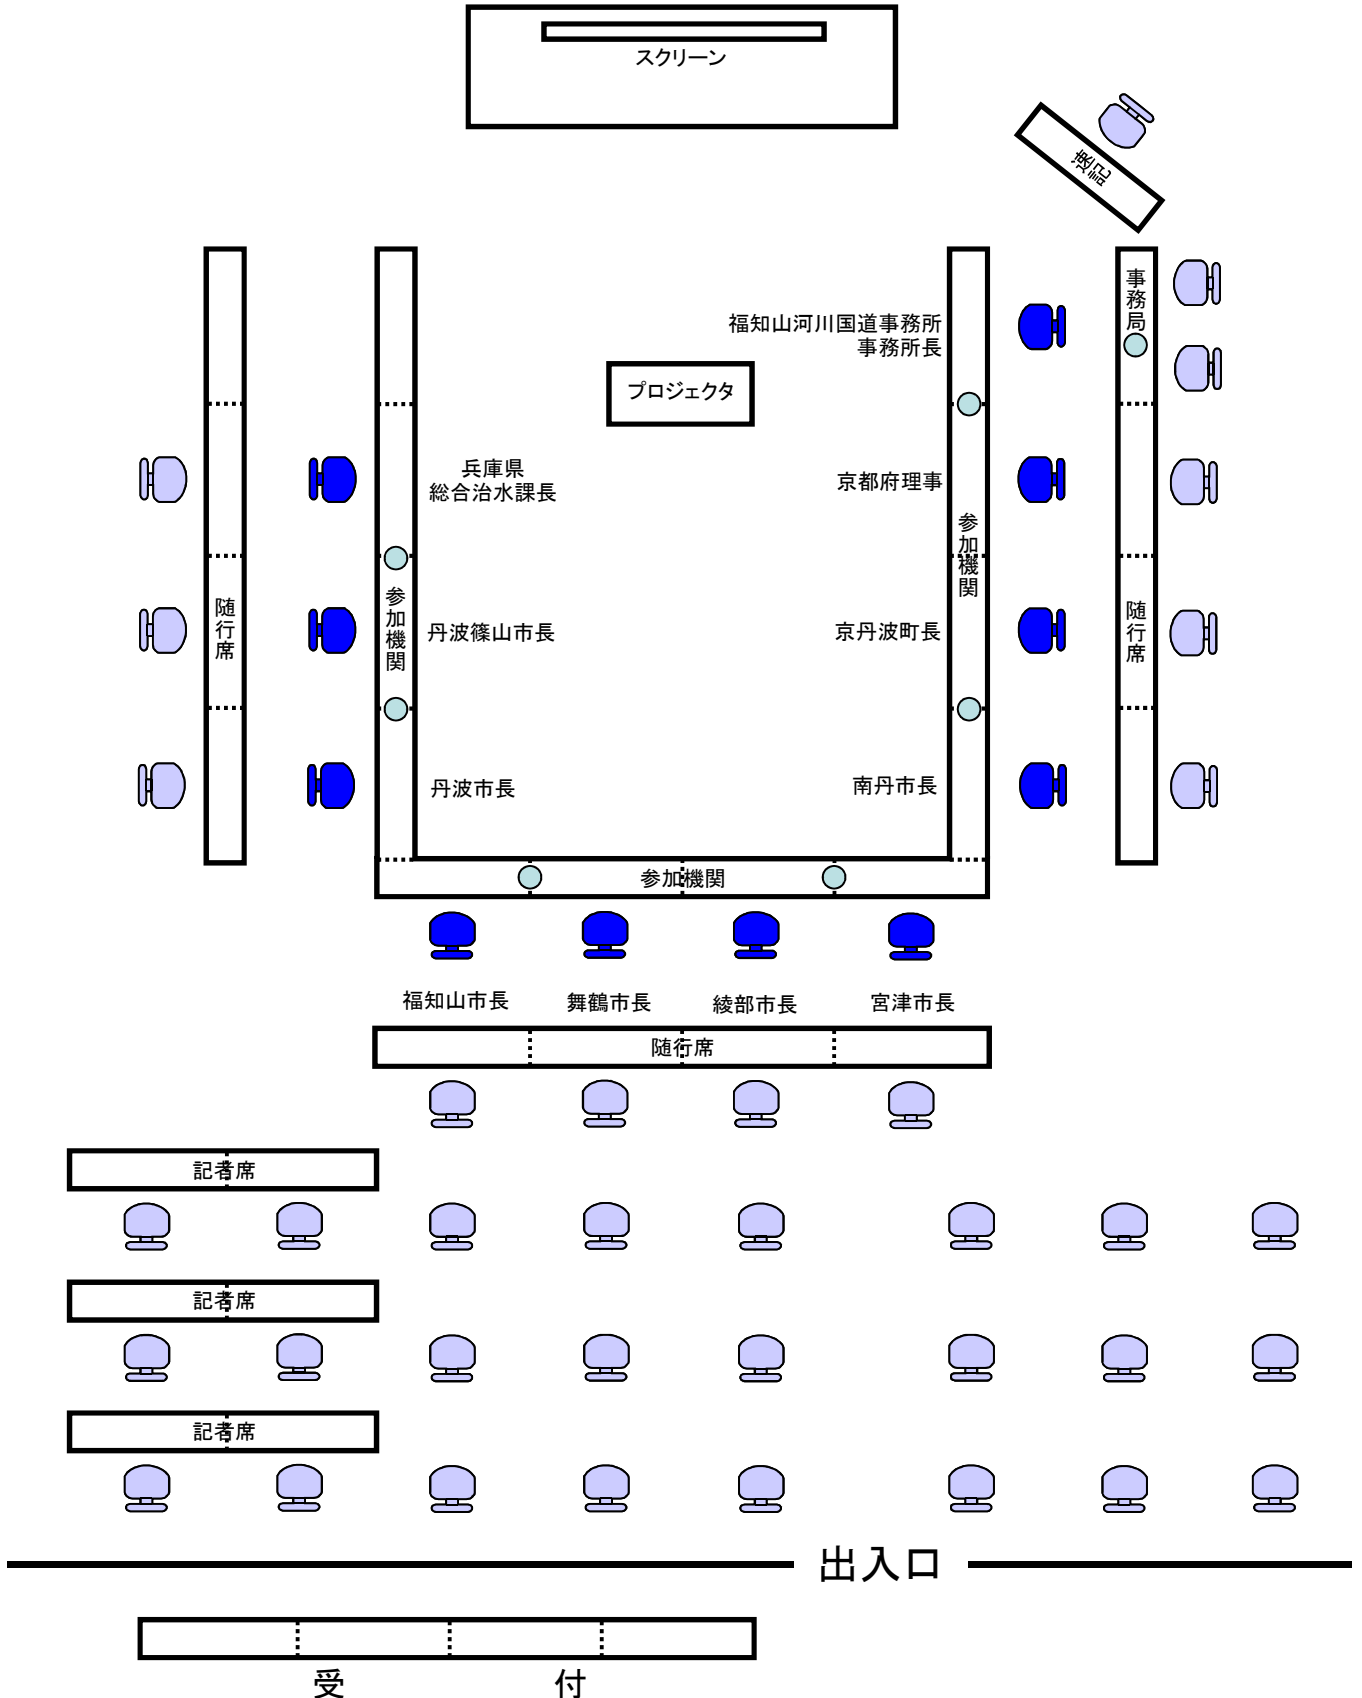 スクリーン
速記
事務局
福知山河川国道事務所
事務所長
プロジェクタ
兵庫県
総合治水課長
京都府理事
参加機関
参加機関
随行席
丹波篠山市長
京丹波町長
随行席
丹波市長
南丹市長
参加機関
福知山市長
舞鶴市長
綾部市長
宮津市長
随行席
記者席
記者席
記者席
出入口
受付